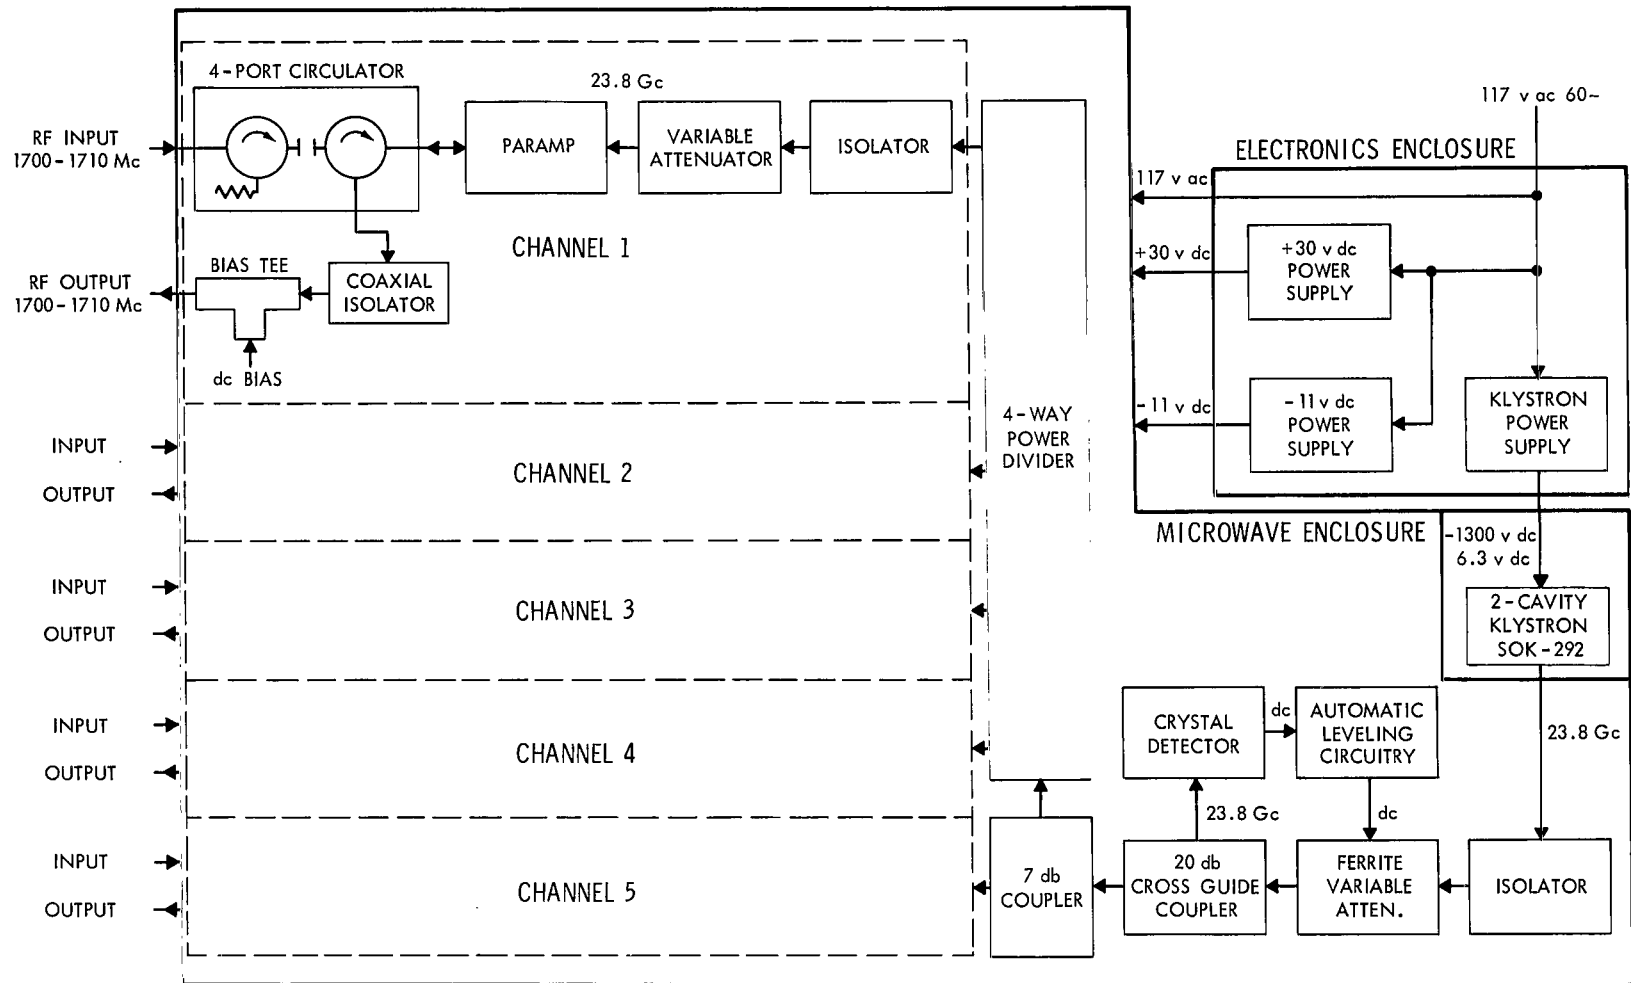 4-PORT CIRCULATOR
23.8 Gc
117 v ac 60~
RF INPUT
1700-1710 Mc
PARAMP
VARIABLE
ATTENUATOR
ISOLATOR
ELECTRONICS ENCLOSURE
117 v ac
CHANNEL 1
+30 v dc
+30 v dc
POWER
SUPPLY
BIAS TEE
RF OUTPUT
1700-1710 Mc
COAXIAL
ISOLATOR
dc BIAS
-11 v dc
-11 v dc
POWER
SUPPLY
KLYSTRON
POWER
SUPPLY
4-WAY
POWER
DIVIDER
INPUT
OUTPUT
CHANNEL 2
MICROWAVE ENCLOSURE
-1300 v dc
6.3 v dc
INPUT
OUTPUT
CHANNEL 3
2-CAVITY
KLYSTRON
SOK-292
INPUT
OUTPUT
CHANNEL 4
CRYSTAL
DETECTOR
dc
AUTOMATIC
LEVELING
CIRCUITRY
23.8 Gc
23.8 Gc
dc
INPUT
OUTPUT
CHANNEL 5
7 db
COUPLER
20 db
CROSS GUIDE
COUPLER
FERRITE
VARIABLE
ATTEN.
ISOLATOR